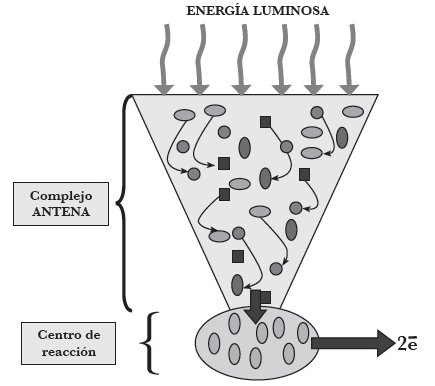 ENERGÍA LUMINOSA
Complejo
ANTENA
Centro de
reacción
2e̅